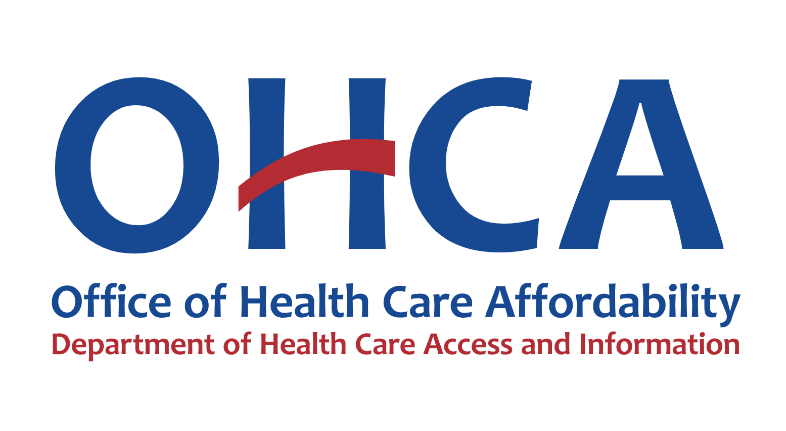 OHCA
Office of Health Care Affordability
Department of Health Care Access and Information